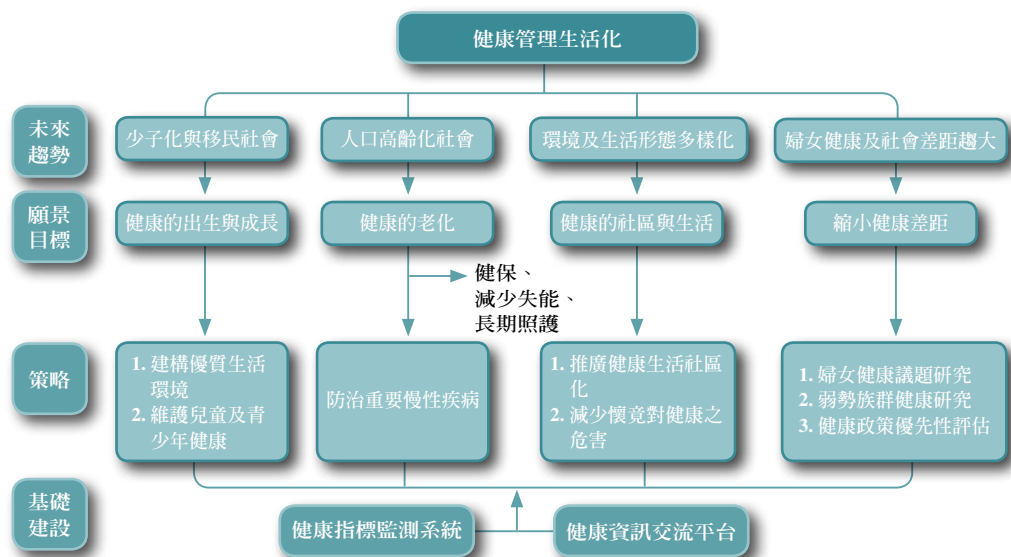 健康管理生活化
未來
趨勢
少子化與移民社會
人口高齡化社會
環境及生活形態多樣化
婦女健康及社會差距趨大
願景
目標
健康的出生與成長
健康的老化
健康的社區與生活
縮小健康差距
健保、
減少失能、
長期照護
策略
1. 建構優質生活
環境
2. 維護兒童及青
少年健康
防治重要慢性疾病
1. 推廣健康生活社區
化
2. 減少懷竟對健康之
危害
1. 婦女健康議題研究
2. 弱勢族群健康研究
3. 健康政策優先性評估
基礎
建設
健康指標監測系統
健康資訊交流平台